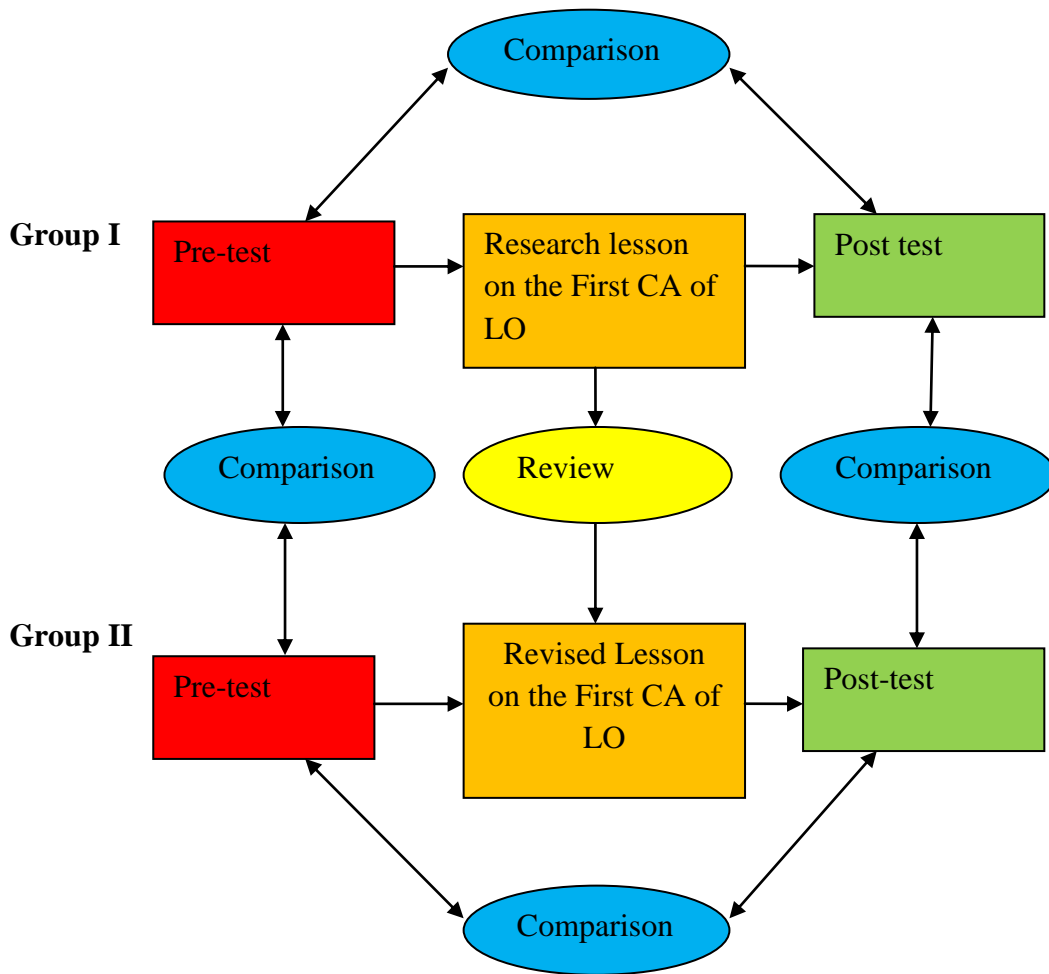 Comparison
Group I
Pre-test
Research lesson
on the First CA of
LO
Post test
Comparison
Review
Comparison
Group II
Pre-test
Revised Lesson
on the First CA of
LO
Post-test
Comparison